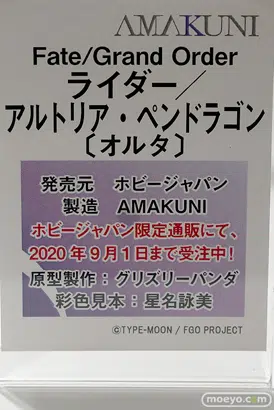 AMAKUNI
Fate/Grand Order
ライダー／
アルトリア・ペンドラゴン
〔オルタ〕
発売元　ホビージャパン
製造　AMAKUNI
ホビージャパン限定通販にて、
2020年9月1日まで受注中！
原型製作：グリズリーパンダ
彩色見本：星名詠美
©TYPE-MOON / FGO PROJECT
moeyo.com